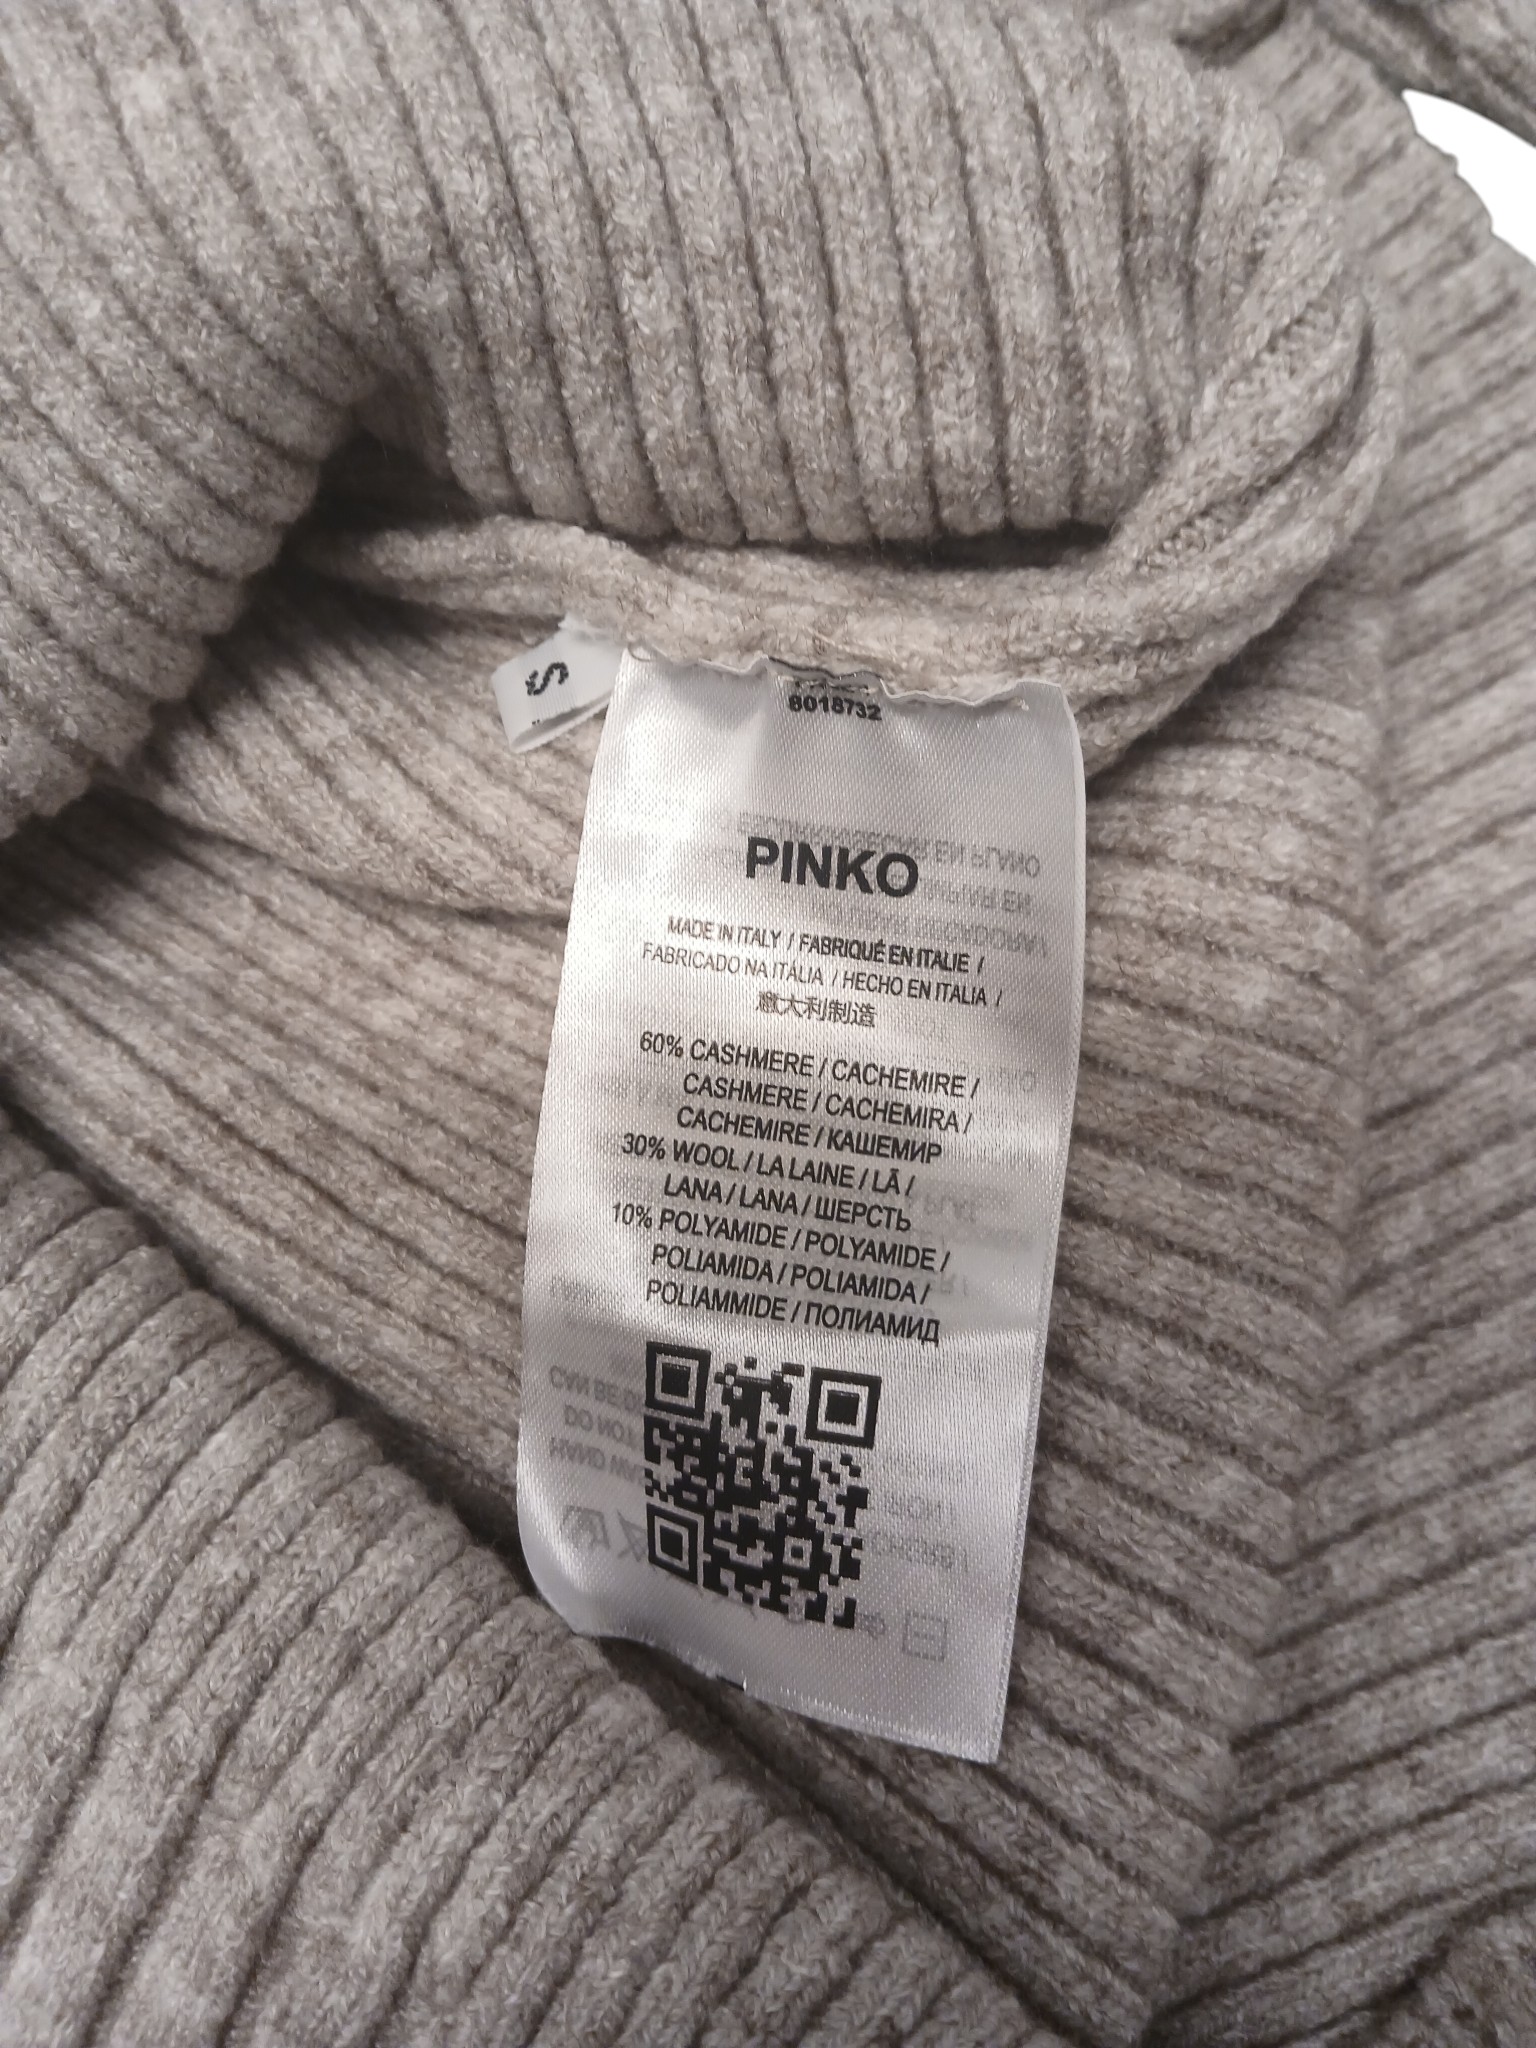 S
8018732
PINKO
MADE IN ITALY / FABRIQUÉ EN ITALIE /
FABRICADO NA ITÁLIA / HECHO EN ITALIA /
意大利制造
60% CASHMERE / CACHEMIRE /
CASHMERE / CACHEMIRA /
CACHEMIRE / КАШЕМИР
30% WOOL / LA LAINE / LÃ /
LANA / LANA / ШЕРСТЬ
10% POLYAMIDE / POLYAMIDE /
POLIAMIDA / POLIAMIDA /
POLIAMMIDE / ПОЛИАМИД